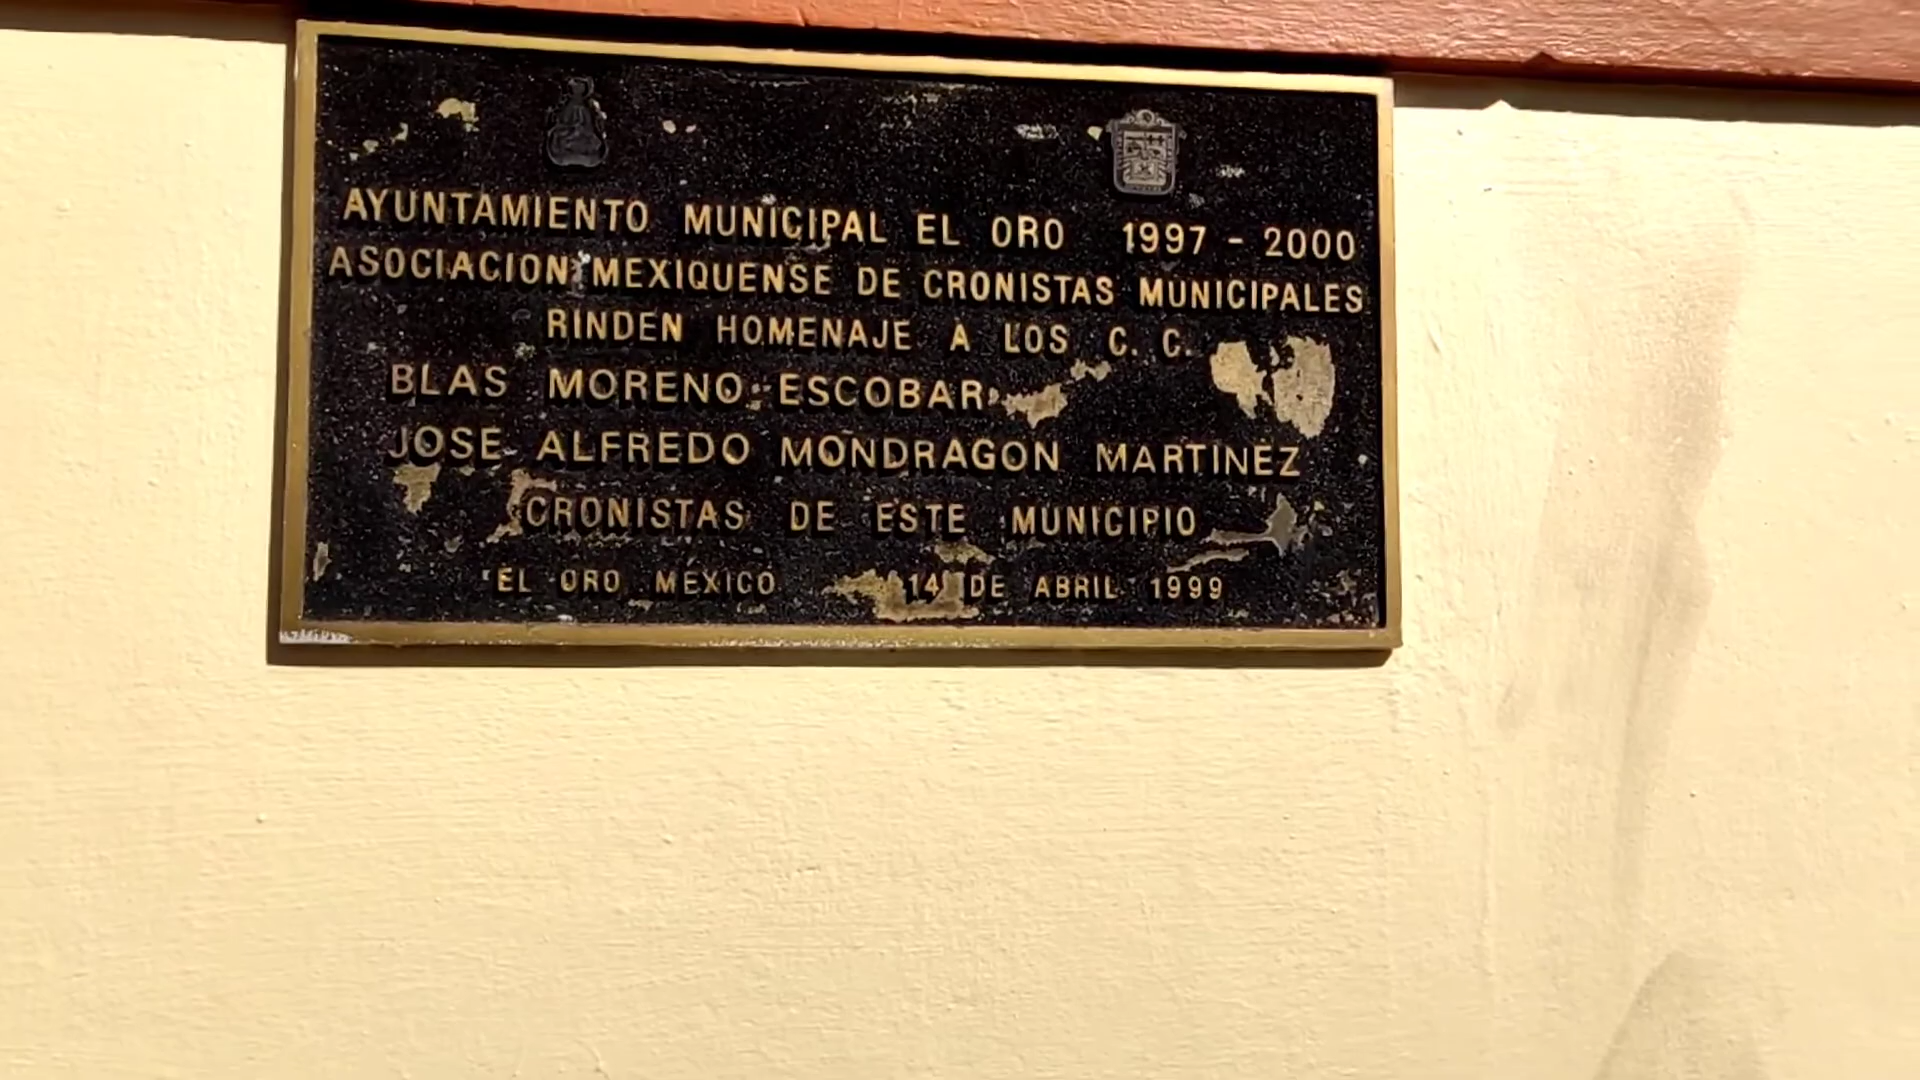 AYUNTAMIENTO MUNICIPAL EL ORO 1997 - 2000
ASOCIACION MEXIQUENSE DE CRONISTAS MUNICIPALES
RINDEN HOMENAJE A LOS C. C.
BLAS MORENO ESCOBAR
JOSE ALFREDO MONDRAGON MARTINEZ
CRONISTAS DE ESTE MUNICIPIO
EL ORO MEXICO 14 DE ABRIL 1999